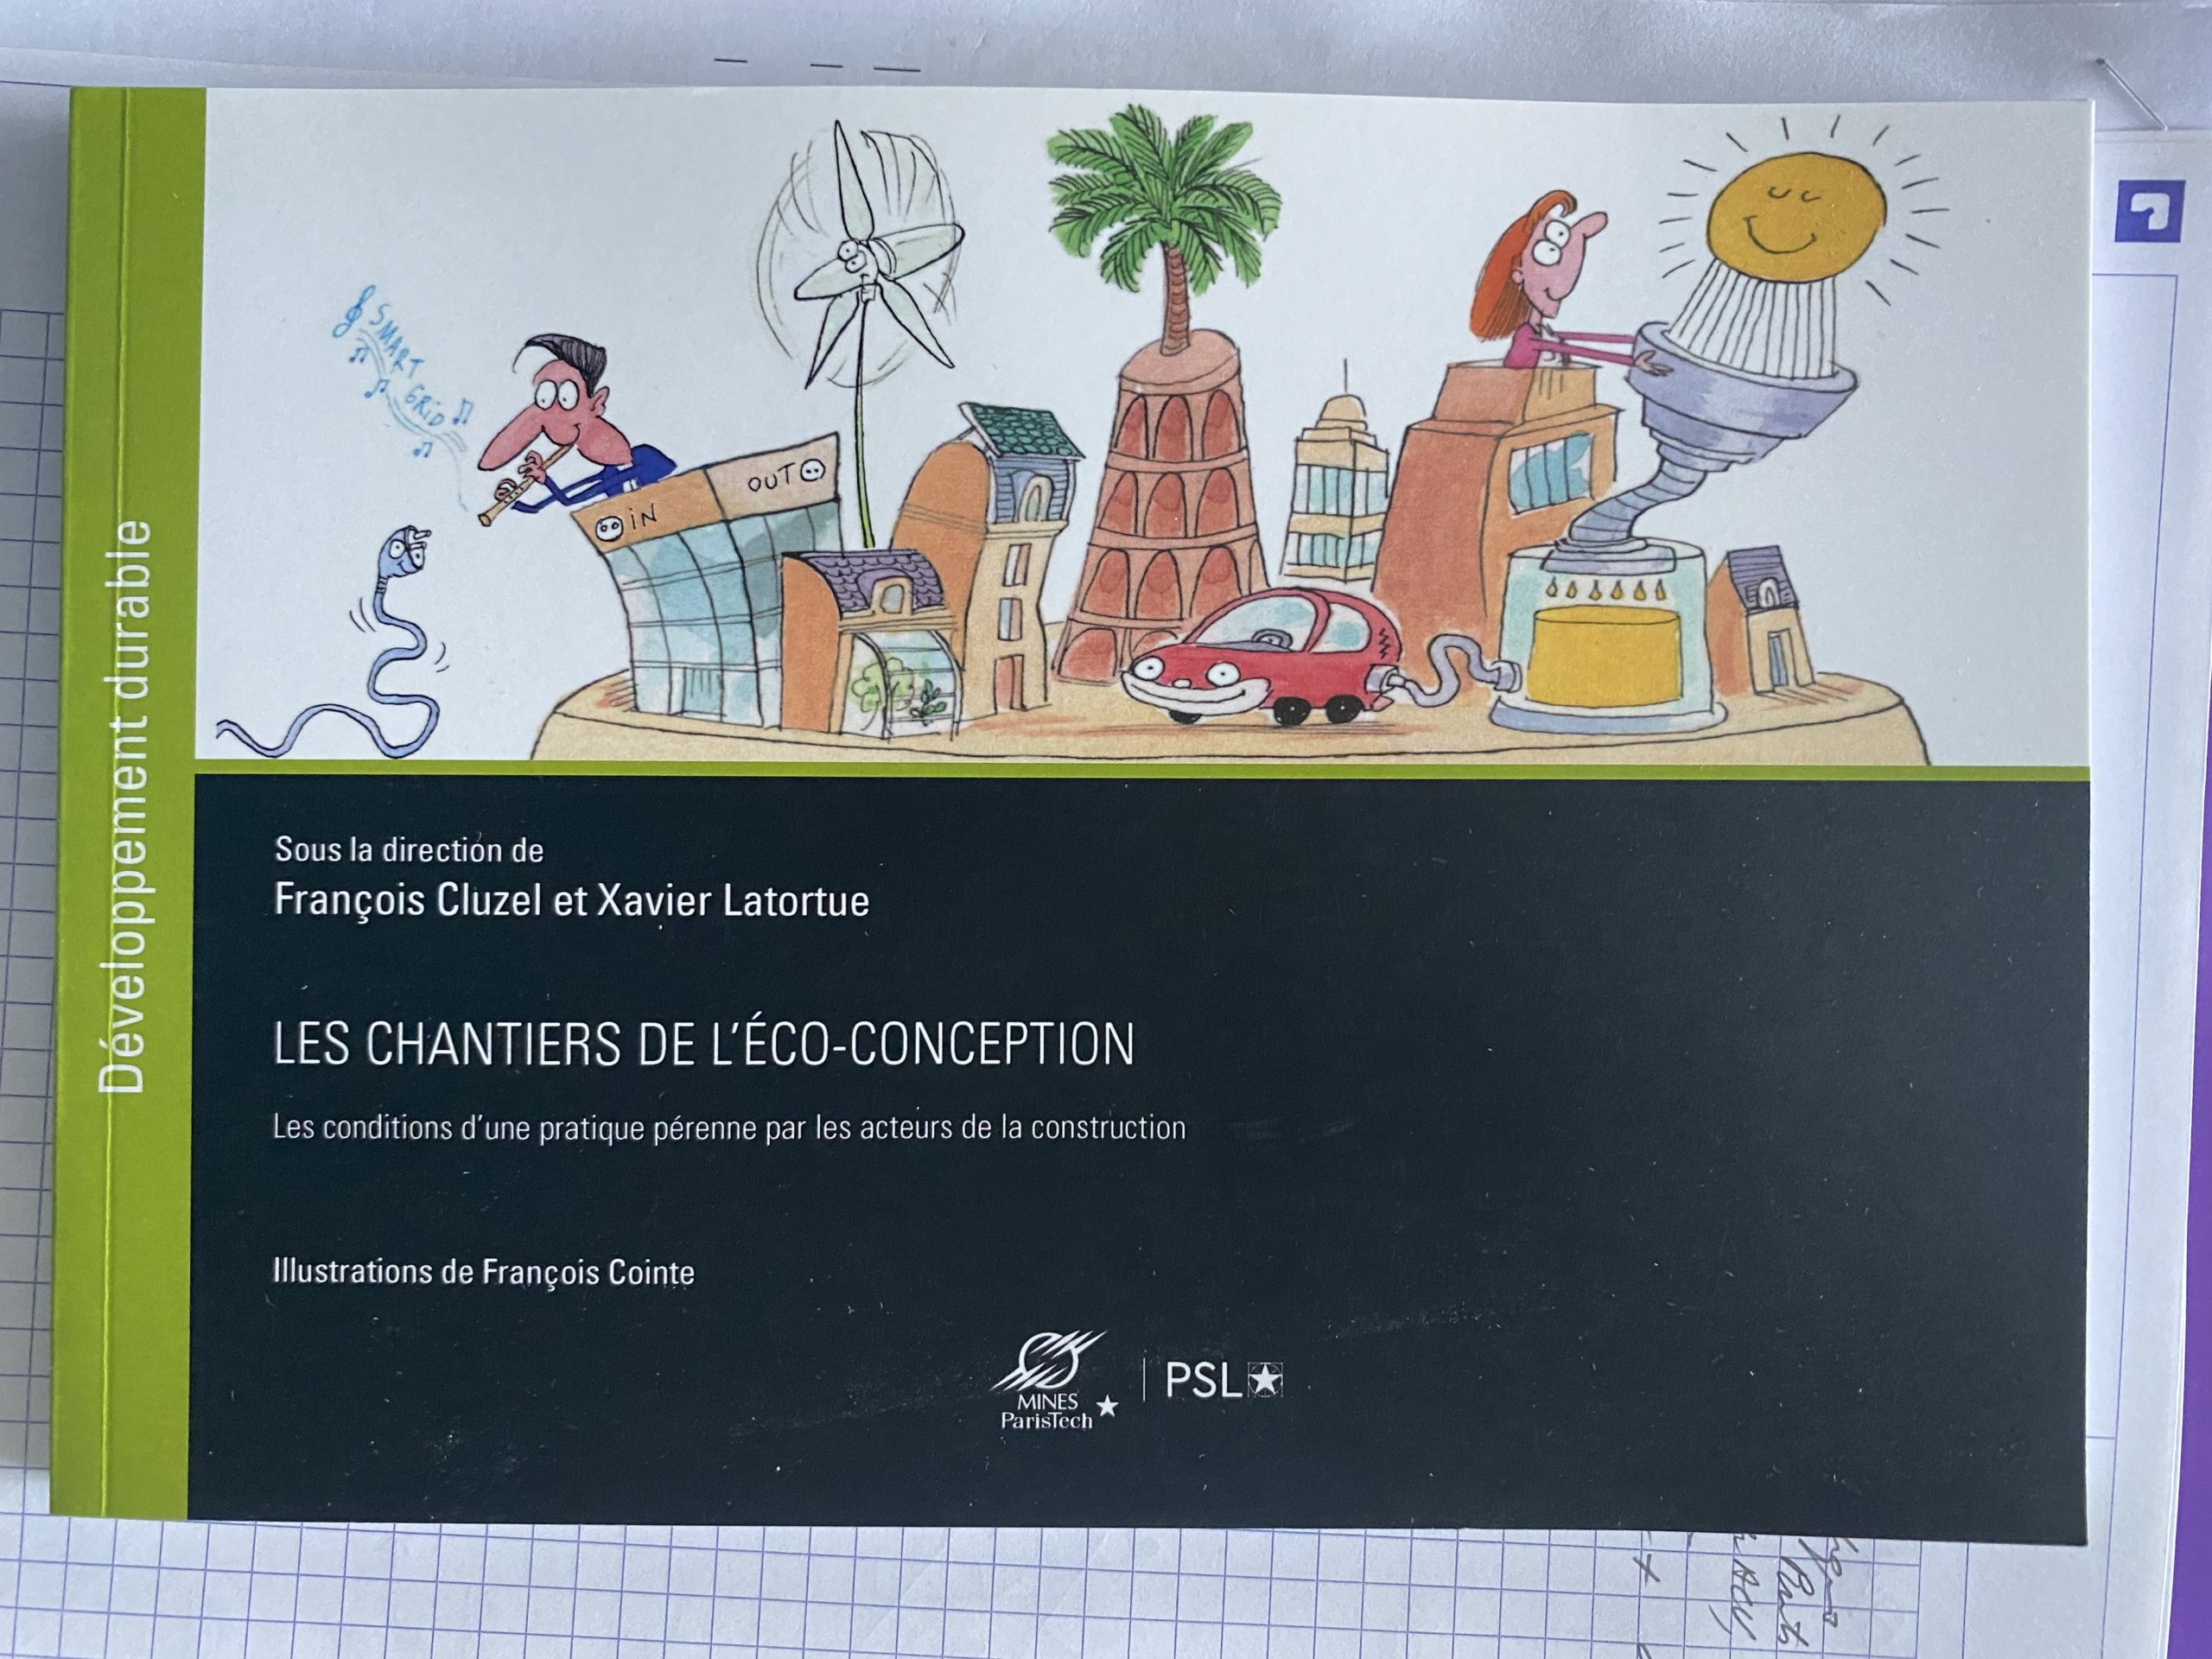 SMART
GRID
IN
OUT
Développement durable
Sous la direction de
François Cluzel et Xavier Latortue
LES CHANTIERS DE L'ÉCO-CONCEPTION
Les conditions d'une pratique pérenne par les acteurs de la construction
Illustrations de François Cointe
MINES
ParisTech
PSL